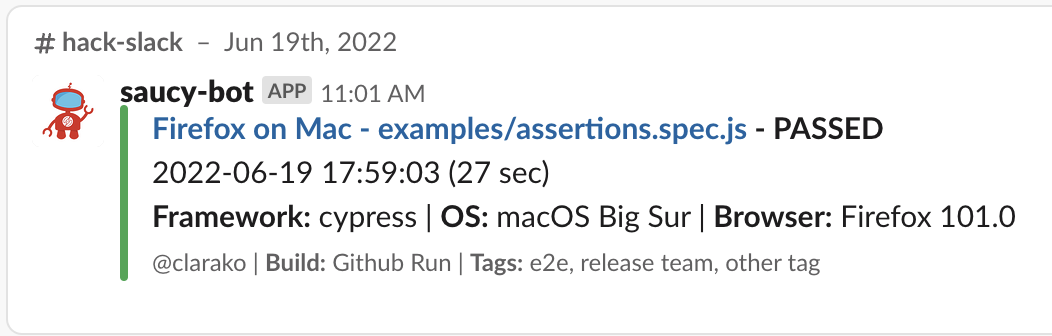 # hack-slack – Jun 19th, 2022
saucy-bot APP 11:01 AM
Firefox on Mac - examples/assertions.spec.js - PASSED
2022-06-19 17:59:03 (27 sec)
Framework: cypress | OS: macOS Big Sur | Browser: Firefox 101.0
@clarako | Build: Github Run | Tags: e2e, release team, other tag